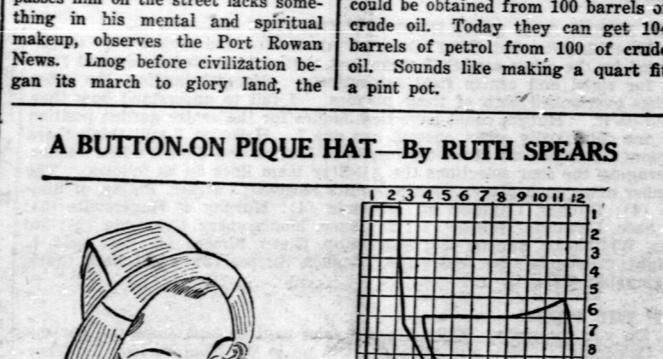 passes him on the street lacks some-
thing in his mental and spiritual
makeup, observes the Port Rowan
News. Lnog before civilization be-
gan its march to glory land, the
could be obtained from 100 barrels
crude oil. Today they can get
barrels of petrol from 100 of
oil. Sounds like making a quart
a pint pot.
A BUTTON-ON PIQUE HAT—By RUTH SPEARS
1 2 3 4 5 6 7 8 9 10 11 12
1
2
3
4
5
6
7
8